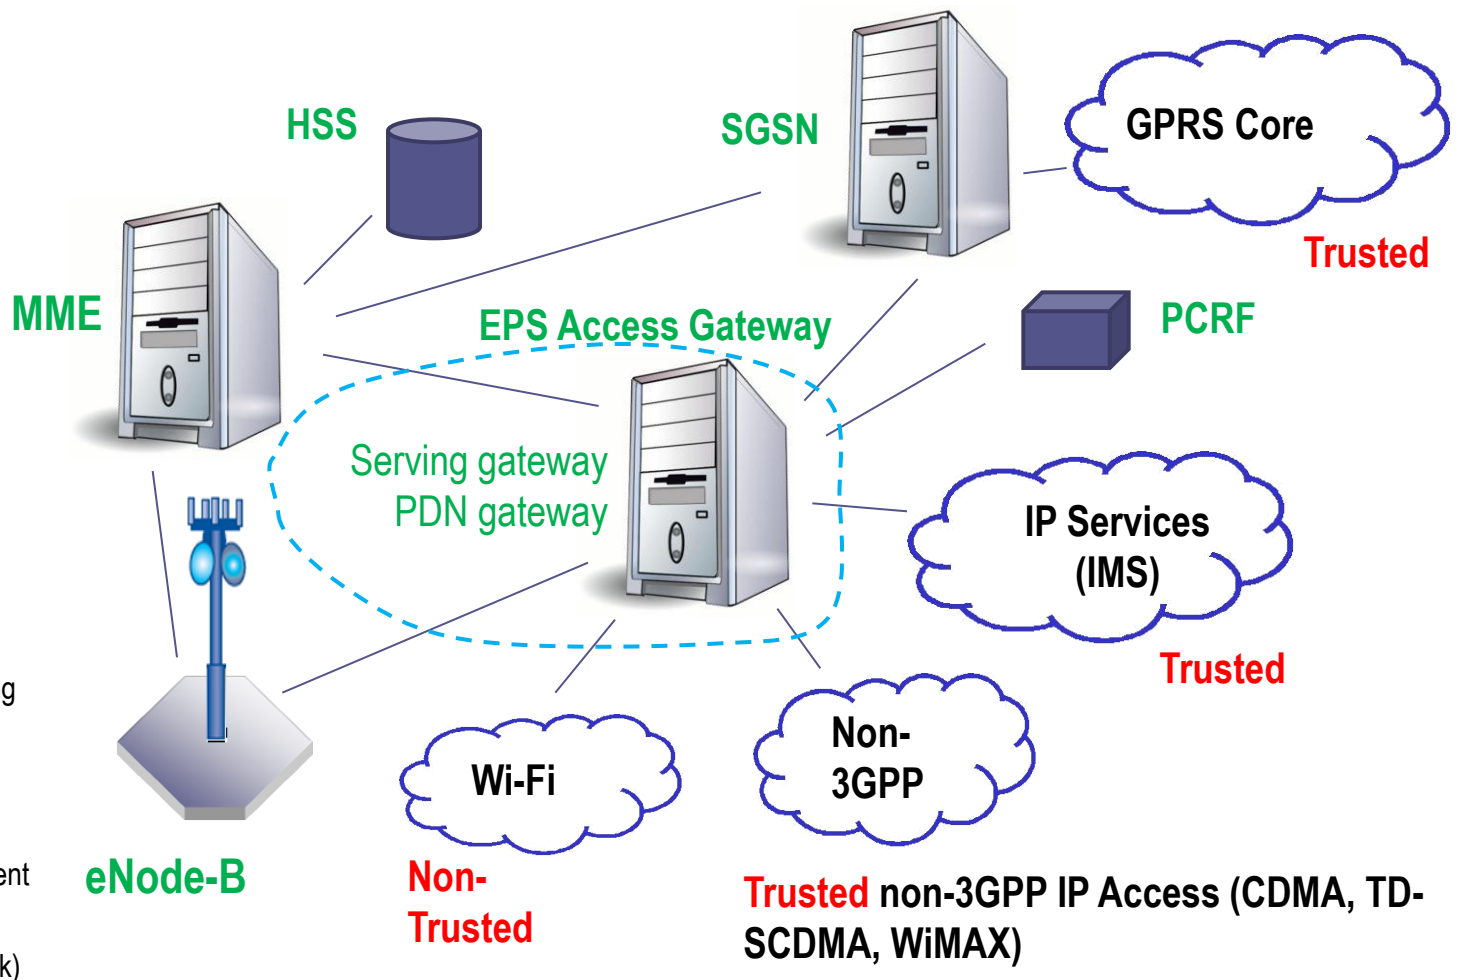 HSS
SGSN
GPRS Core
Trusted
MME
EPS Access Gateway
PCRF
Serving gateway
PDN gateway
IP Services
(IMS)
Trusted
Non-
3GPP
Wi-Fi
eNode-B
Non-
Trusted
Trusted non-3GPP IP Access (CDMA, TD-
SCDMA, WiMAX)
g
ent
k)